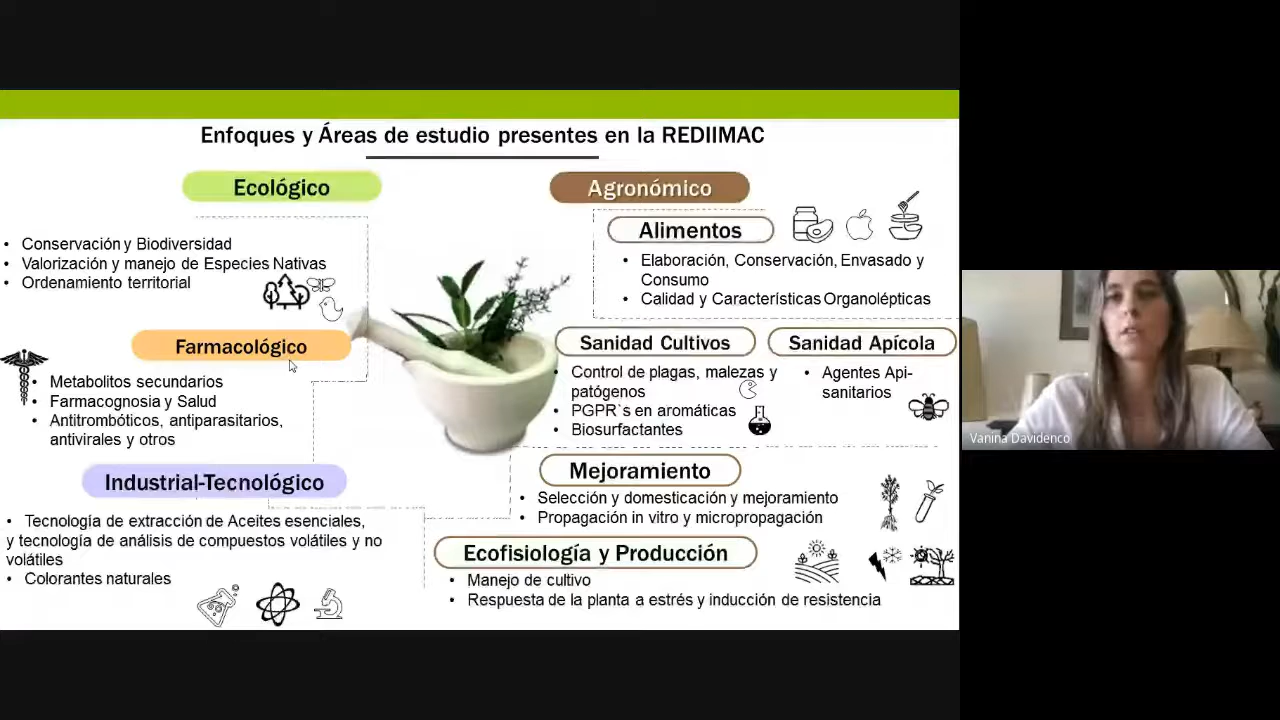 Enfoques y Áreas de estudio presentes en la REDIIMAC
Ecológico
• Conservación y Biodiversidad
• Valorización y manejo de Especies Nativas
• Ordenamiento territorial
Farmacológico
• Metabolitos secundarios
• Farmacognosia y Salud
• Antitrombóticos, antiparasitarios,
antivirales y otros
Industrial-Tecnológico
• Tecnología de extracción de Aceites esenciales,
y tecnología de análisis de compuestos volátiles y no
volátiles
• Colorantes naturales
Agronómico
Alimentos
• Elaboración, Conservación, Envasado y
Consumo
• Calidad y Características Organolépticas
Sanidad Cultivos
• Control de plagas, malezas y
patógenos
• PGPR`s en aromáticas
• Biosurfactantes
Sanidad Apícola
• Agentes Api-
sanitarios
Mejoramiento
• Selección y domesticación y mejoramiento
• Propagación in vitro y micropropagación
Ecofisiología y Producción
• Manejo de cultivo
• Respuesta de la planta a estrés y inducción de resistencia
Vanina Davidenco